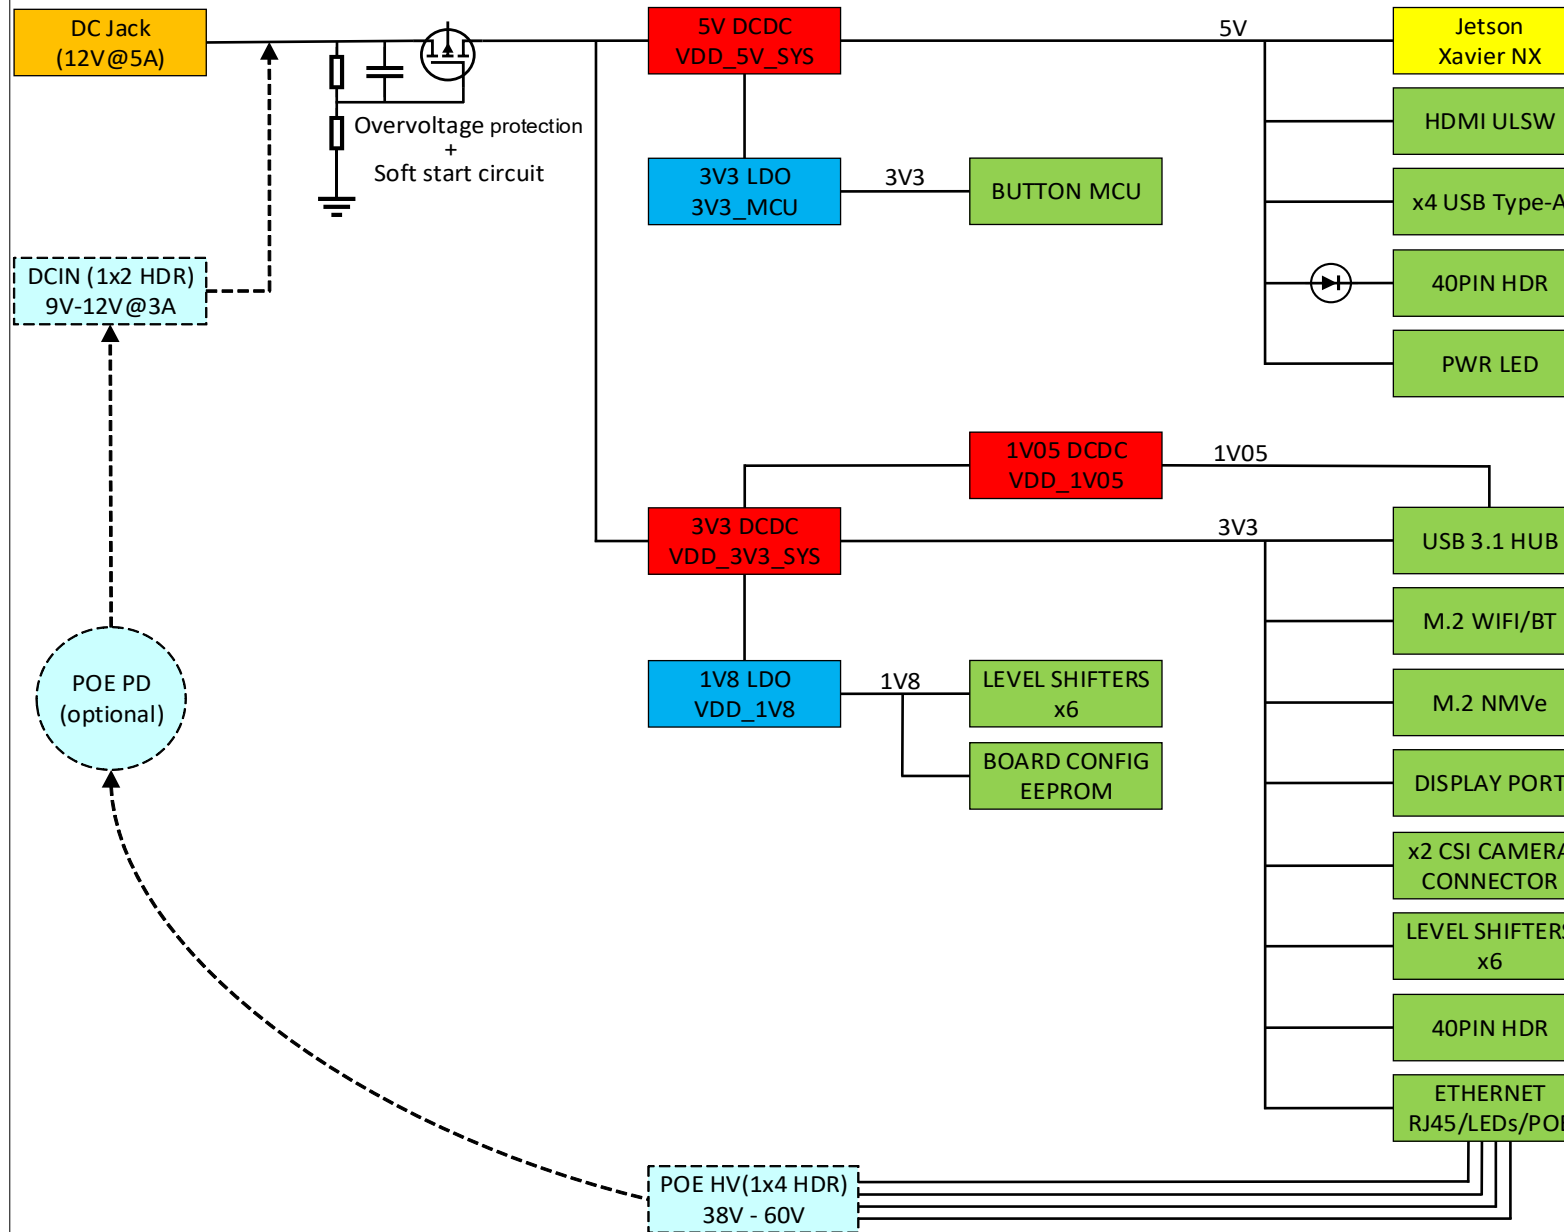 DC Jack
(12V@5A)
5V DCDC
VDD_5V_SYS
5V
Jetson
Xavier NX
HDMI ULSW
Overvoltage protection
+
Soft start circuit
3V3 LDO
3V3_MCU
3V3
BUTTON MCU
x4 USB Type-A
DCIN (1x2 HDR)
9V-12V@3A
40PIN HDR
PWR LED
1V05 DCDC
VDD_1V05
1V05
3V3 DCDC
VDD_3V3_SYS
3V3
USB 3.1 HUB
M.2 WIFI/BT
POE PD
(optional)
1V8 LDO
VDD_1V8
1V8
LEVEL SHIFTERS
x6
M.2 NMVe
BOARD CONFIG
EEPROM
DISPLAY PORT
x2 CSI CAMERA
CONNECTOR
LEVEL SHIFTERS
x6
40PIN HDR
ETHERNET
RJ45/LEDs/POE
POE HV(1x4 HDR)
38V - 60V